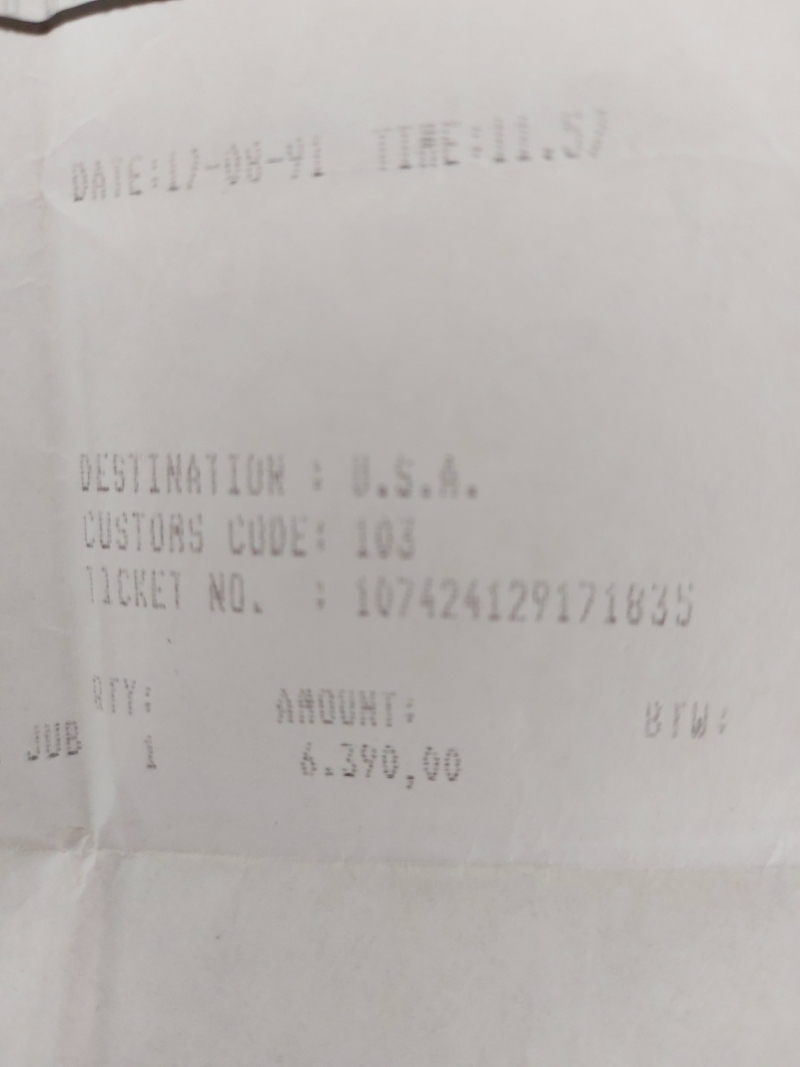 DATE:17-08-91 TIME:11.57
DESTINATION : U.S.A.
CUSTOMS CODE: 103
TICKET NO. : 107424129171835
QTY: AMOUNT: BTW:
JUB 1 6.390,00